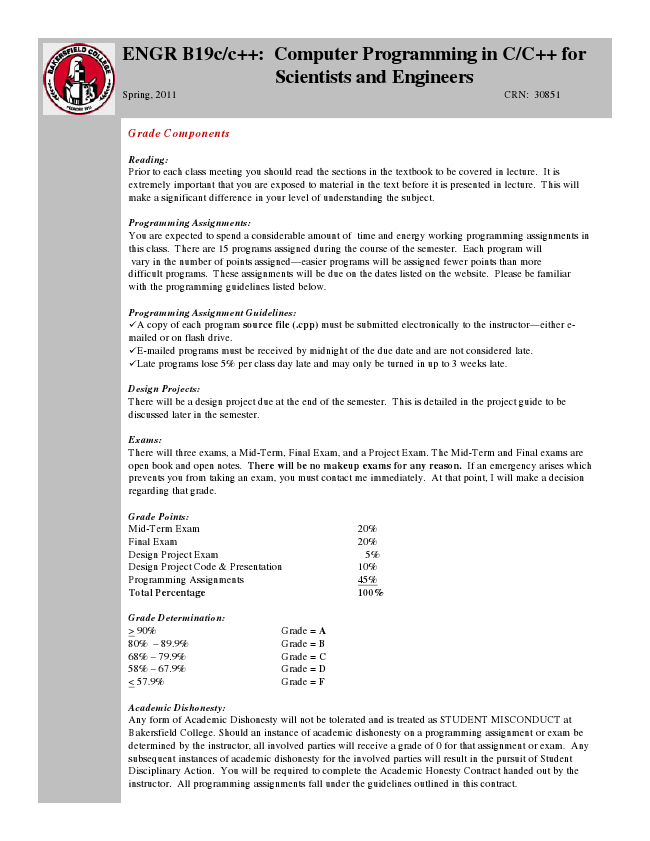 BAKERSFIELD COLLEGE
ENGR B19c/c++: Computer Programming in C/C++ for
Scientists and Engineers
Spring, 2011 CRN: 30851
Grade Components
Reading:
Prior to each class meeting you should read the sections in the textbook to be covered in lecture. It is
extremely important that you are exposed to material in the text before it is presented in lecture. This will
make a significant difference in your level of understanding the subject.
Programming Assignments:
You are expected to spend a considerable amount of time and energy working programming assignments in
this class. There are 15 programs assigned during the course of the semester. Each program will
vary in the number of points assigned—easier programs will be assigned fewer points than more
difficult programs. These assignments will be due on the dates listed on the website. Please be familiar
with the programming guidelines listed below.
Programming Assignment Guidelines:
✓A copy of each program source file (.cpp) must be submitted electronically to the instructor—either e-
mailed or on flash drive.
✓E-mailed programs must be received by midnight of the due date and are not considered late.
✓Late programs lose 5% per class day late and may only be turned in up to 3 weeks late.
Design Projects:
There will be a design project due at the end of the semester. This is detailed in the project guide to be
discussed later in the semester.
Exams:
There will three exams, a Mid-Term, Final Exam, and a Project Exam. The Mid-Term and Final exams are
open book and open notes. There will be no makeup exams for any reason. If an emergency arises which
prevents you from taking an exam, you must contact me immediately. At that point, I will make a decision
regarding that grade.
Grade Points:
Mid-Term Exam 20%
Final Exam 20%
Design Project Exam 5%
Design Project Code & Presentation 10%
Programming Assignments 45%
Total Percentage 100%
Grade Determination:
> 90% Grade = A
80% – 89.9% Grade = B
68% – 79.9% Grade = C
58% – 67.9% Grade = D
< 57.9% Grade = F
Academic Dishonesty:
Any form of Academic Dishonesty will not be tolerated and is treated as STUDENT MISCONDUCT at
Bakersfield College. Should an instance of academic dishonesty on a programming assignment or exam be
determined by the instructor, all involved parties will receive a grade of 0 for that assignment or exam. Any
subsequent instances of academic dishonesty for the involved parties will result in the pursuit of Student
Disciplinary Action. You will be required to complete the Academic Honesty Contract handed out by the
instructor. All programming assignments fall under the guidelines outlined in this contract.